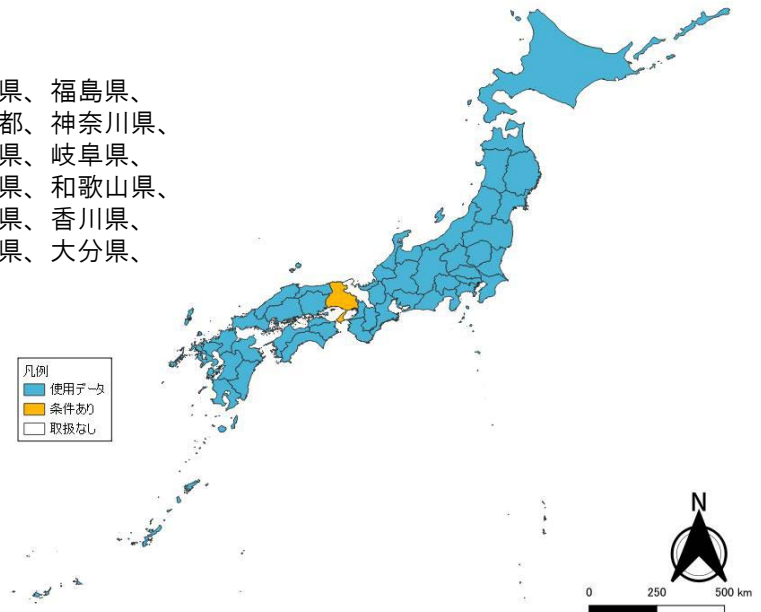 県、福島県、
都、神奈川県、
県、岐阜県、
県、和歌山県、
県、香川県、
県、大分県、
凡例
使用データ
条件あり
取扱なし
N
0 250 500 km